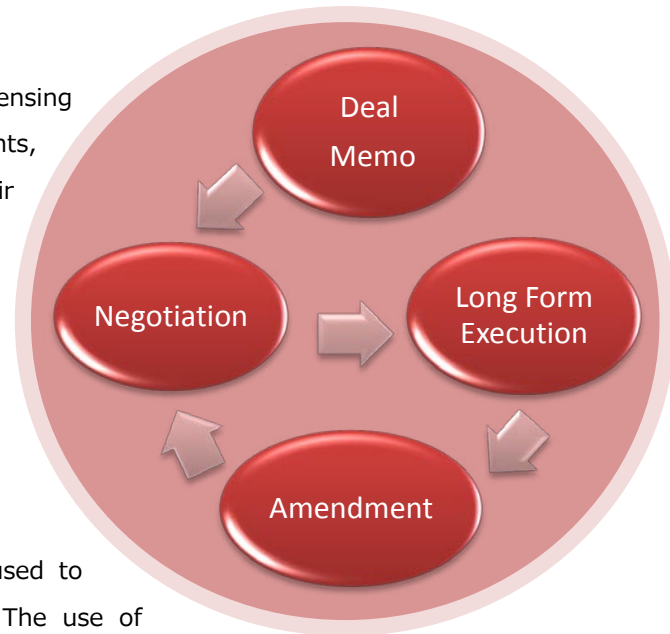 ensing
nts,
ir
Deal
Memo
Negotiation
Long Form
Execution
Amendment
used to
The use of